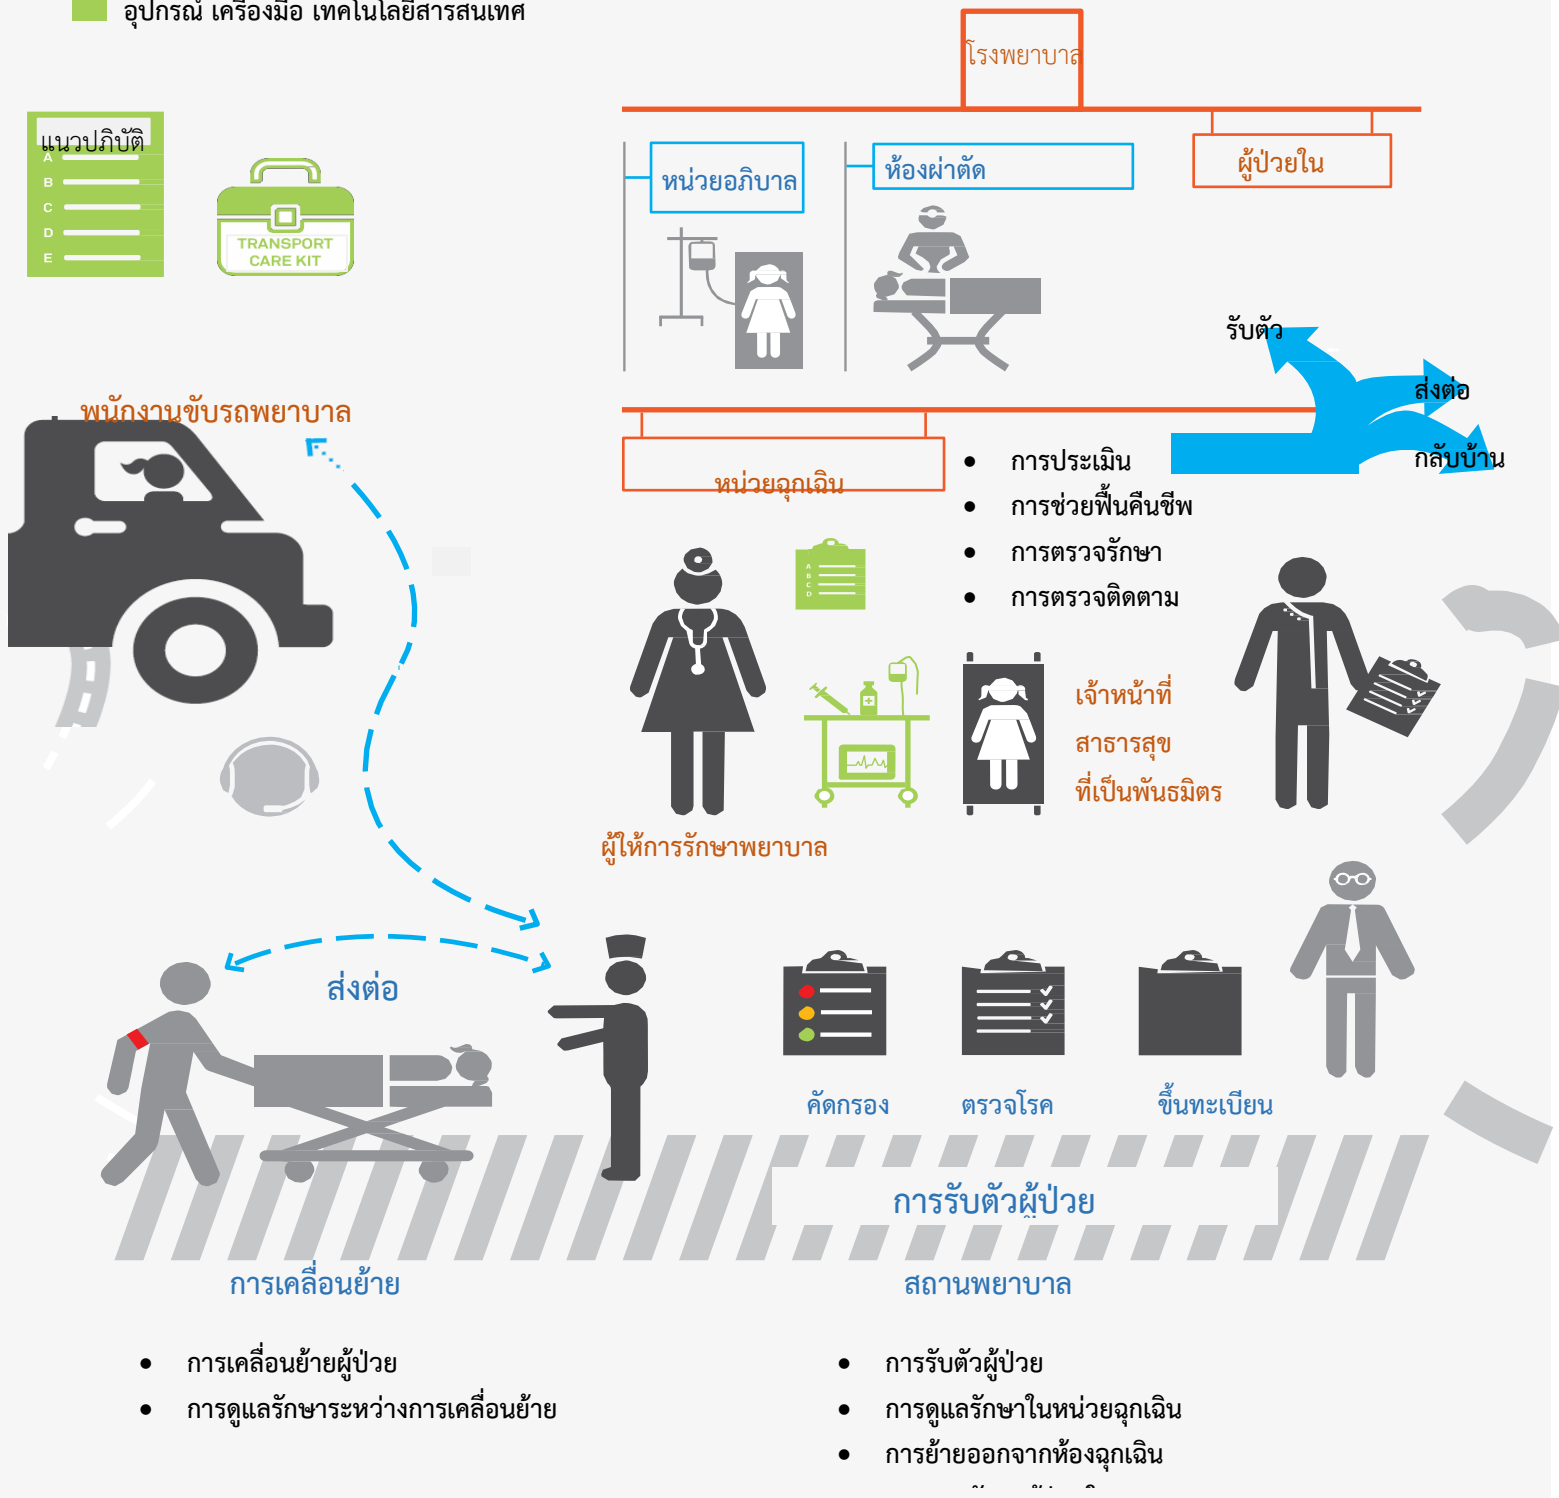 อุปกรณ์ เครื่องมือ เทคโนโลยีสารสนเทศ
โรงพยาบาล
แนวปฏิบัติ
A
B
C
D
E
TRANSPORT
CARE KIT
หน่วยอภิบาล
ห้องผ่าตัด
ผู้ป่วยใน
รับตัว
ส่งต่อ
กลับบ้าน
พนักงานขับรถพยาบาล
หน่วยฉุกเฉิน
• การประเมิน
• การช่วยฟื้นคืนชีพ
• การตรวจรักษา
• การตรวจติดตาม
A
B
C
D
เจ้าหน้าที่
สาธารสุข
ที่เป็นพันธมิตร
ผู้ให้การรักษาพยาบาล
ส่งต่อ
คัดกรอง
ตรวจโรค
ขึ้นทะเบียน
การรับตัวผู้ป่วย
การเคลื่อนย้าย
สถานพยาบาล
• การเคลื่อนย้ายผู้ป่วย
• การดูแลรักษาระหว่างการเคลื่อนย้าย
• การรับตัวผู้ป่วย
• การดูแลรักษาในหน่วยฉุกเฉิน
• การย้ายออกจากห้องฉุกเฉิน